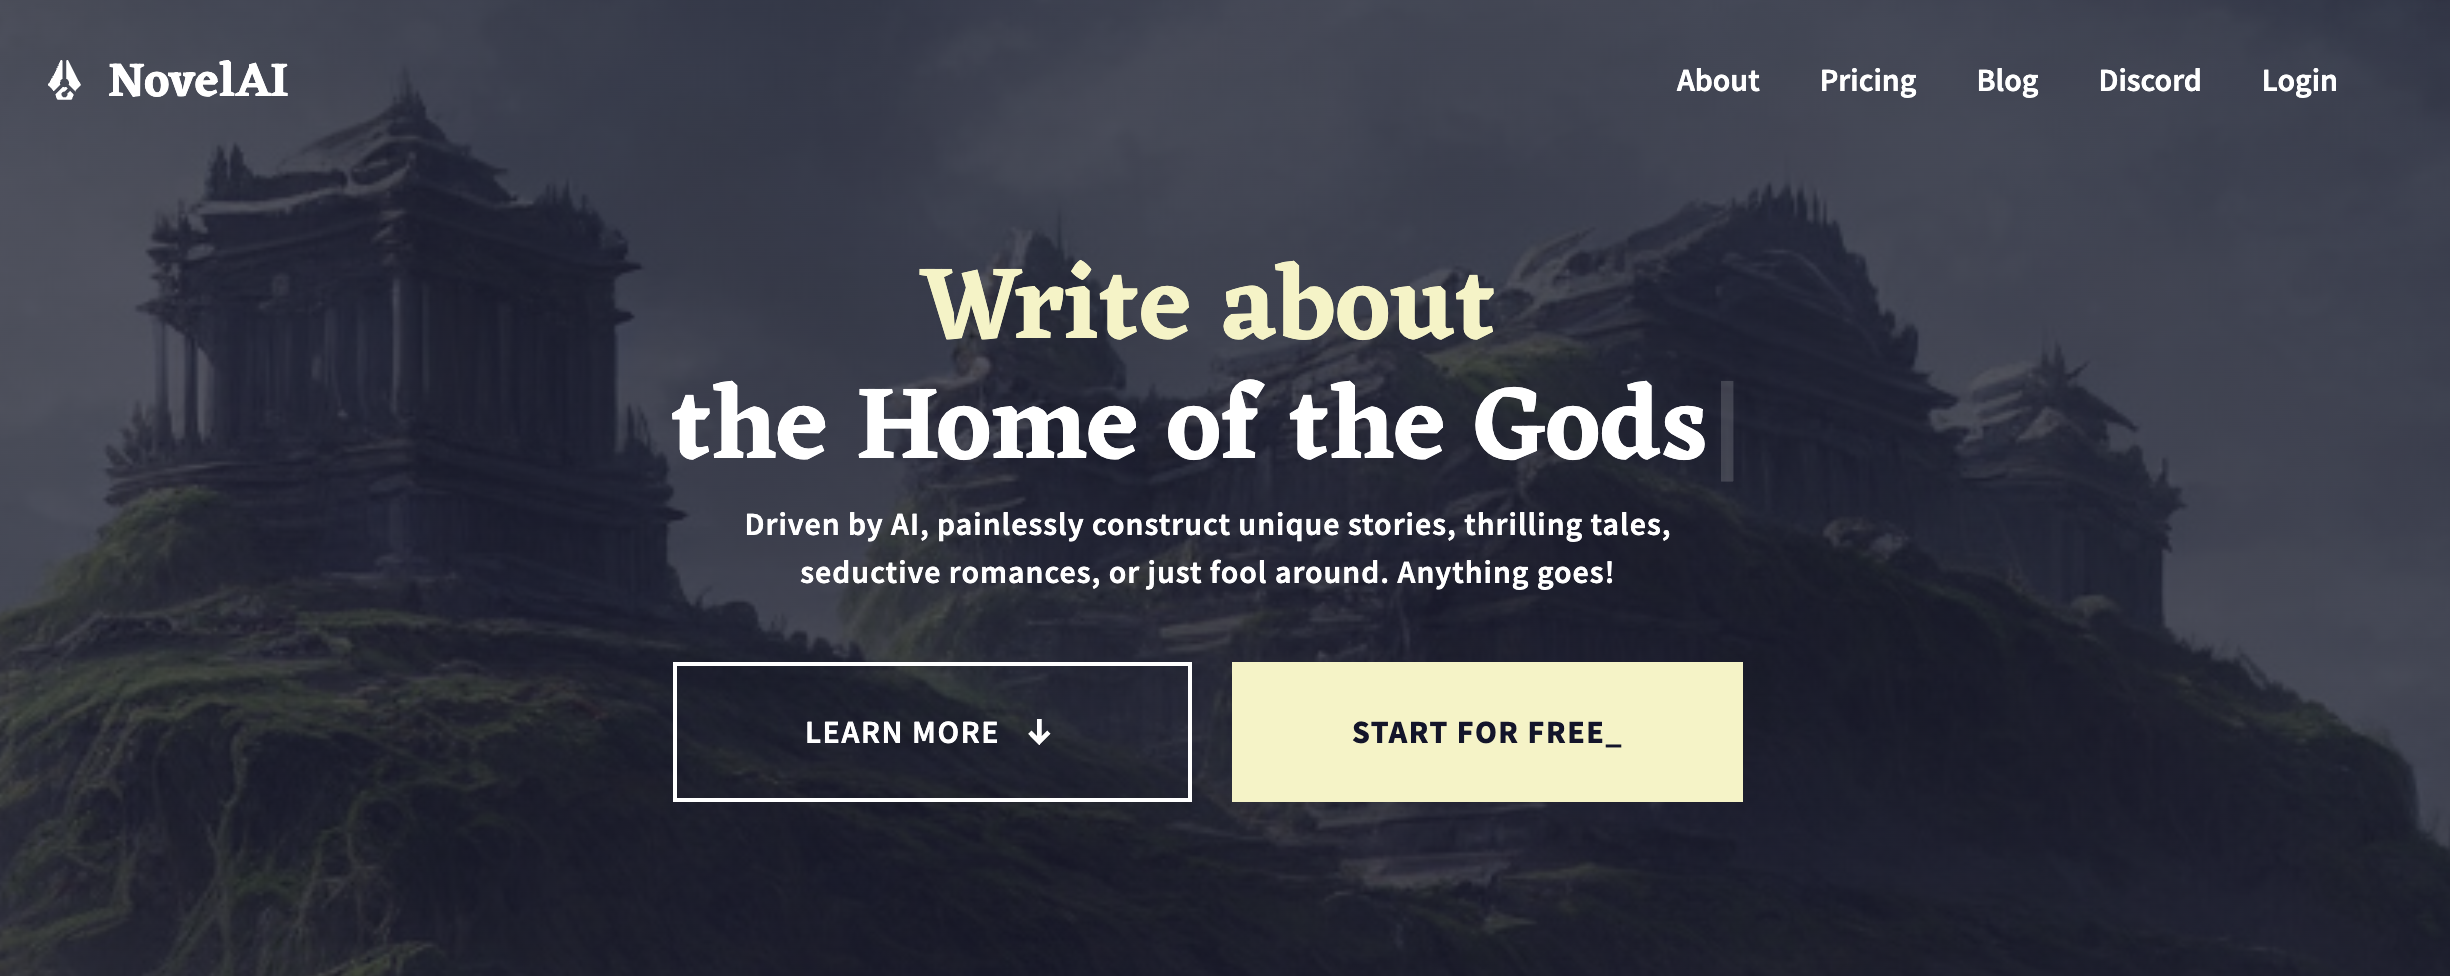 NovelAI
About Pricing Blog Discord Login
Write about
the Home of the Gods
Driven by AI, painlessly construct unique stories, thrilling tales,
seductive romances, or just fool around. Anything goes!
LEARN MORE ↓
START FOR FREE_